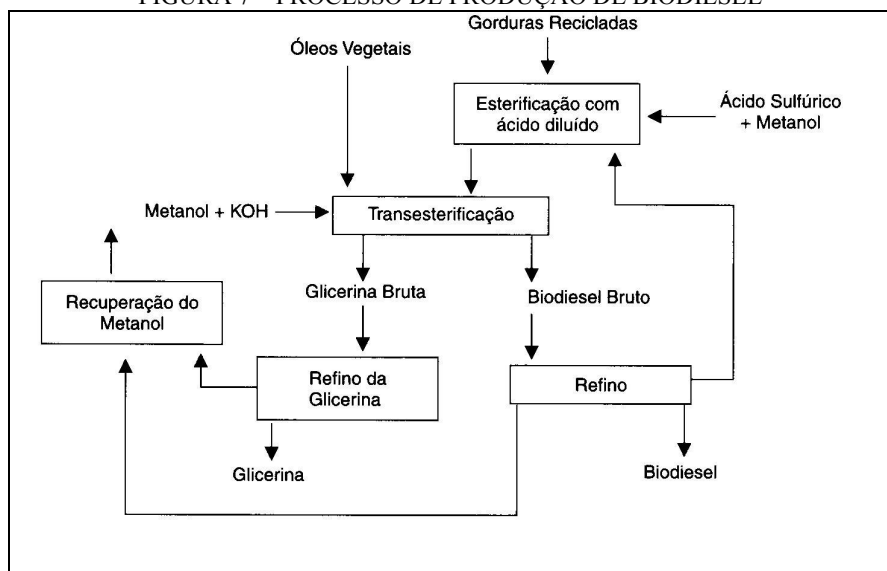 FIGURA 7 – PROCESSO DE PRODUÇÃO DE BIODIESEL
Gorduras Recicladas
Óleos Vegetais
Esterificação com
ácido diluído
Ácido Sulfúrico
+ Metanol
Metanol + KOH
Transesterificação
Glicerina Bruta
Biodiesel Bruto
Recuperação do
Metanol
Refino da
Glicerina
Refino
Glicerina
Biodiesel